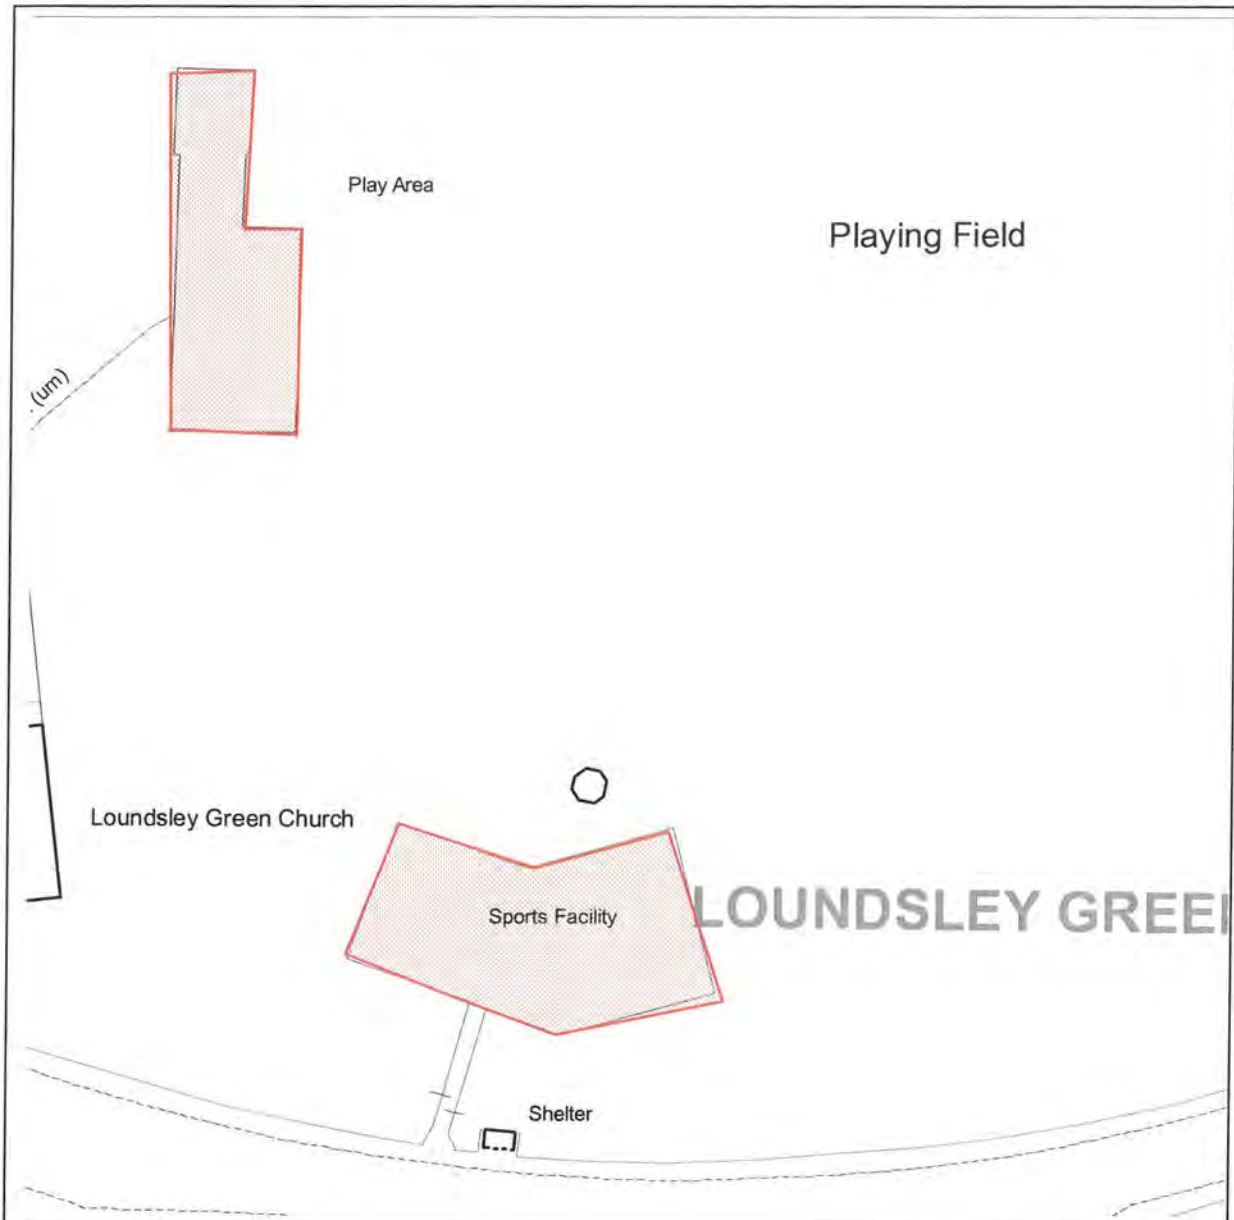 Play Area
Playing Field
. (um)
Loundsley Green Church
Sports Facility
LOUNDSLEY GREE
Shelter